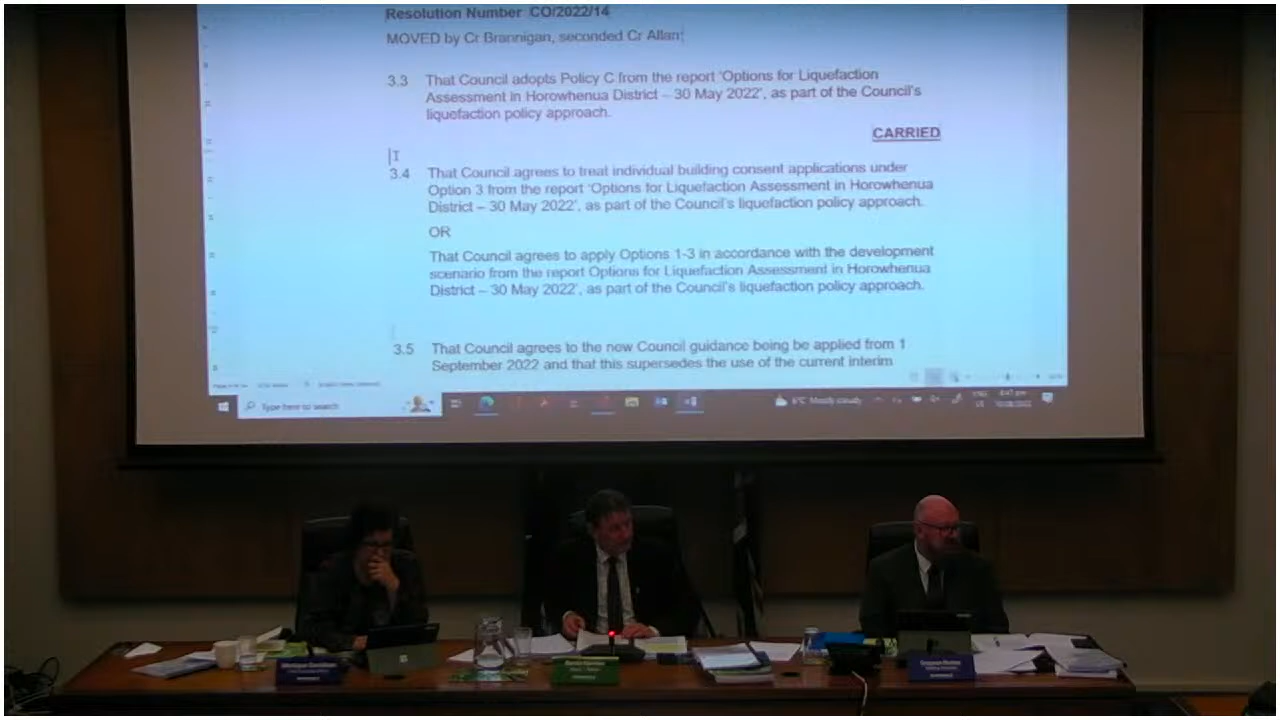 Resolution Number CO/2022/14
MOVED by Cr Brannigan, seconded Cr Allan:
3.3 That Council adopts Policy C from the report 'Options for Liquefaction
Assessment in Horowhenua District – 30 May 2022', as part of the Council's
liquefaction policy approach.
CARRIED
3.4 That Council agrees to treat individual building consent applications under
Option 3 from the report 'Options for Liquefaction Assessment in Horowhenua
District – 30 May 2022', as part of the Council's liquefaction policy approach.
OR
That Council agrees to apply Options 1-3 in accordance with the development
scenario from the report Options for Liquefaction Assessment in Horowhenua
District – 30 May 2022', as part of the Council's liquefaction policy approach.
3.5 That Council agrees to the new Council guidance being be applied from 1
September 2022 and that this supersedes the use of the current interim
Type here to search
6°C Mostly cloudy